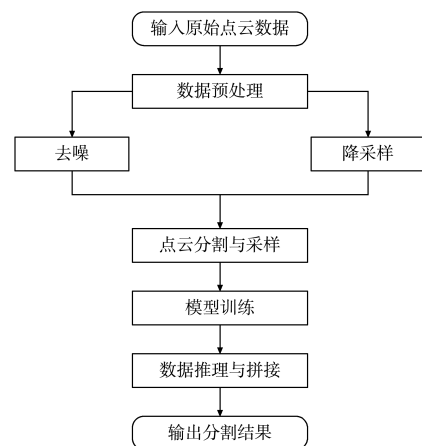 输入原始点云数据
数据预处理
去噪
降采样
点云分割与采样
模型训练
数据推理与拼接
输出分割结果